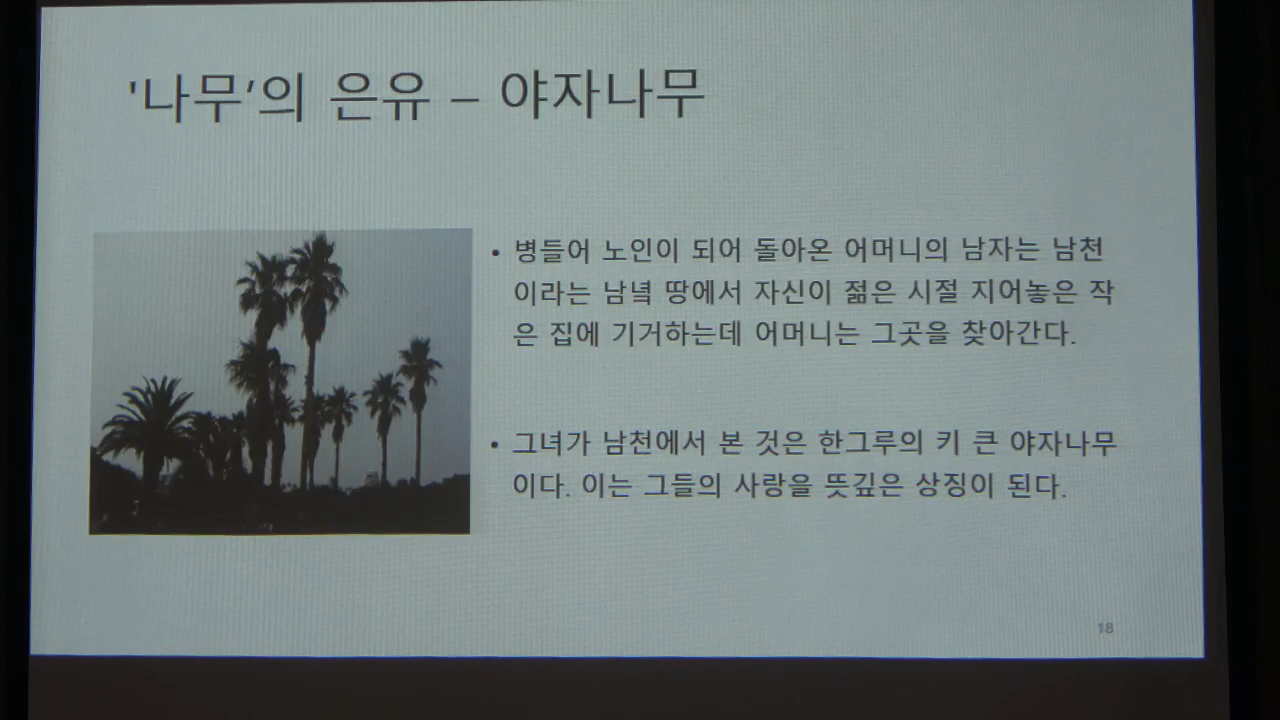 '나무'의 은유 – 야자나무
• 병들어 노인이 되어 돌아온 어머니의 남자는 남천
이라는 남녘 땅에서 자신이 젊은 시절 지어놓은 작
은 집에 기거하는데 어머니는 그곳을 찾아간다.
• 그녀가 남천에서 본 것은 한그루의 키 큰 야자나무
이다. 이는 그들의 사랑을 뜻깊은 상징이 된다.
18